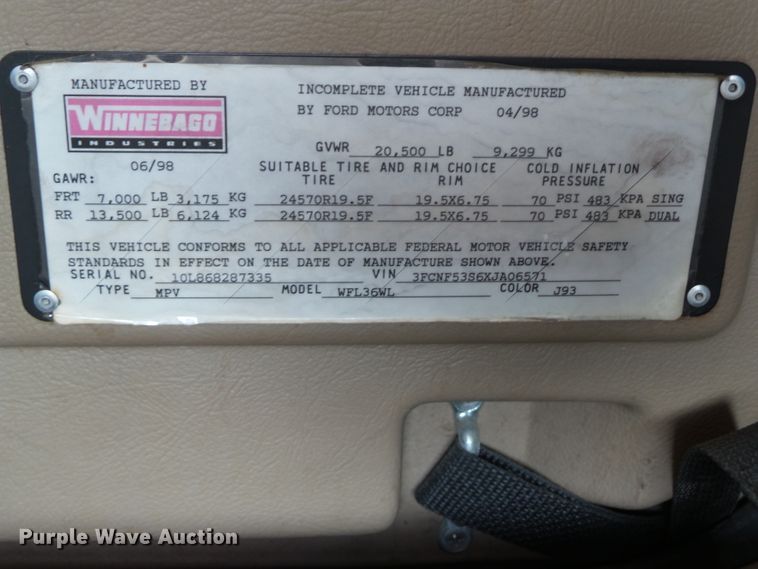 MANUFACTURED BY
WINNEBAGO
INDUSTRIES
06/98
INCOMPLETE VEHICLE MANUFACTURED
BY FORD MOTORS CORP 04/98
GVWR 20,500 LB 9,299 KG
SUITABLE TIRE AND RIM CHOICE COLD INFLATION
GAWR: TIRE RIM PRESSURE
FRT 7,000 LB 3,175 KG 24570R19.5F 19.5X6.75 70 PSI 483 KPA SING
RR 13,500 LB 6,124 KG 24570R19.5F 19.5X6.75 70 PSI 483 KPA DUAL
THIS VEHICLE CONFORMS TO ALL APPLICABLE FEDERAL MOTOR VEHICLE SAFETY
STANDARDS IN EFFECT ON THE DATE OF MANUFACTURE SHOWN ABOVE.
SERIAL NO. 10L868287335 VIN 3FCNF53S6XJA06571
TYPE MPV MODEL WFL36WL COLOR J93
Purple Wave Auction